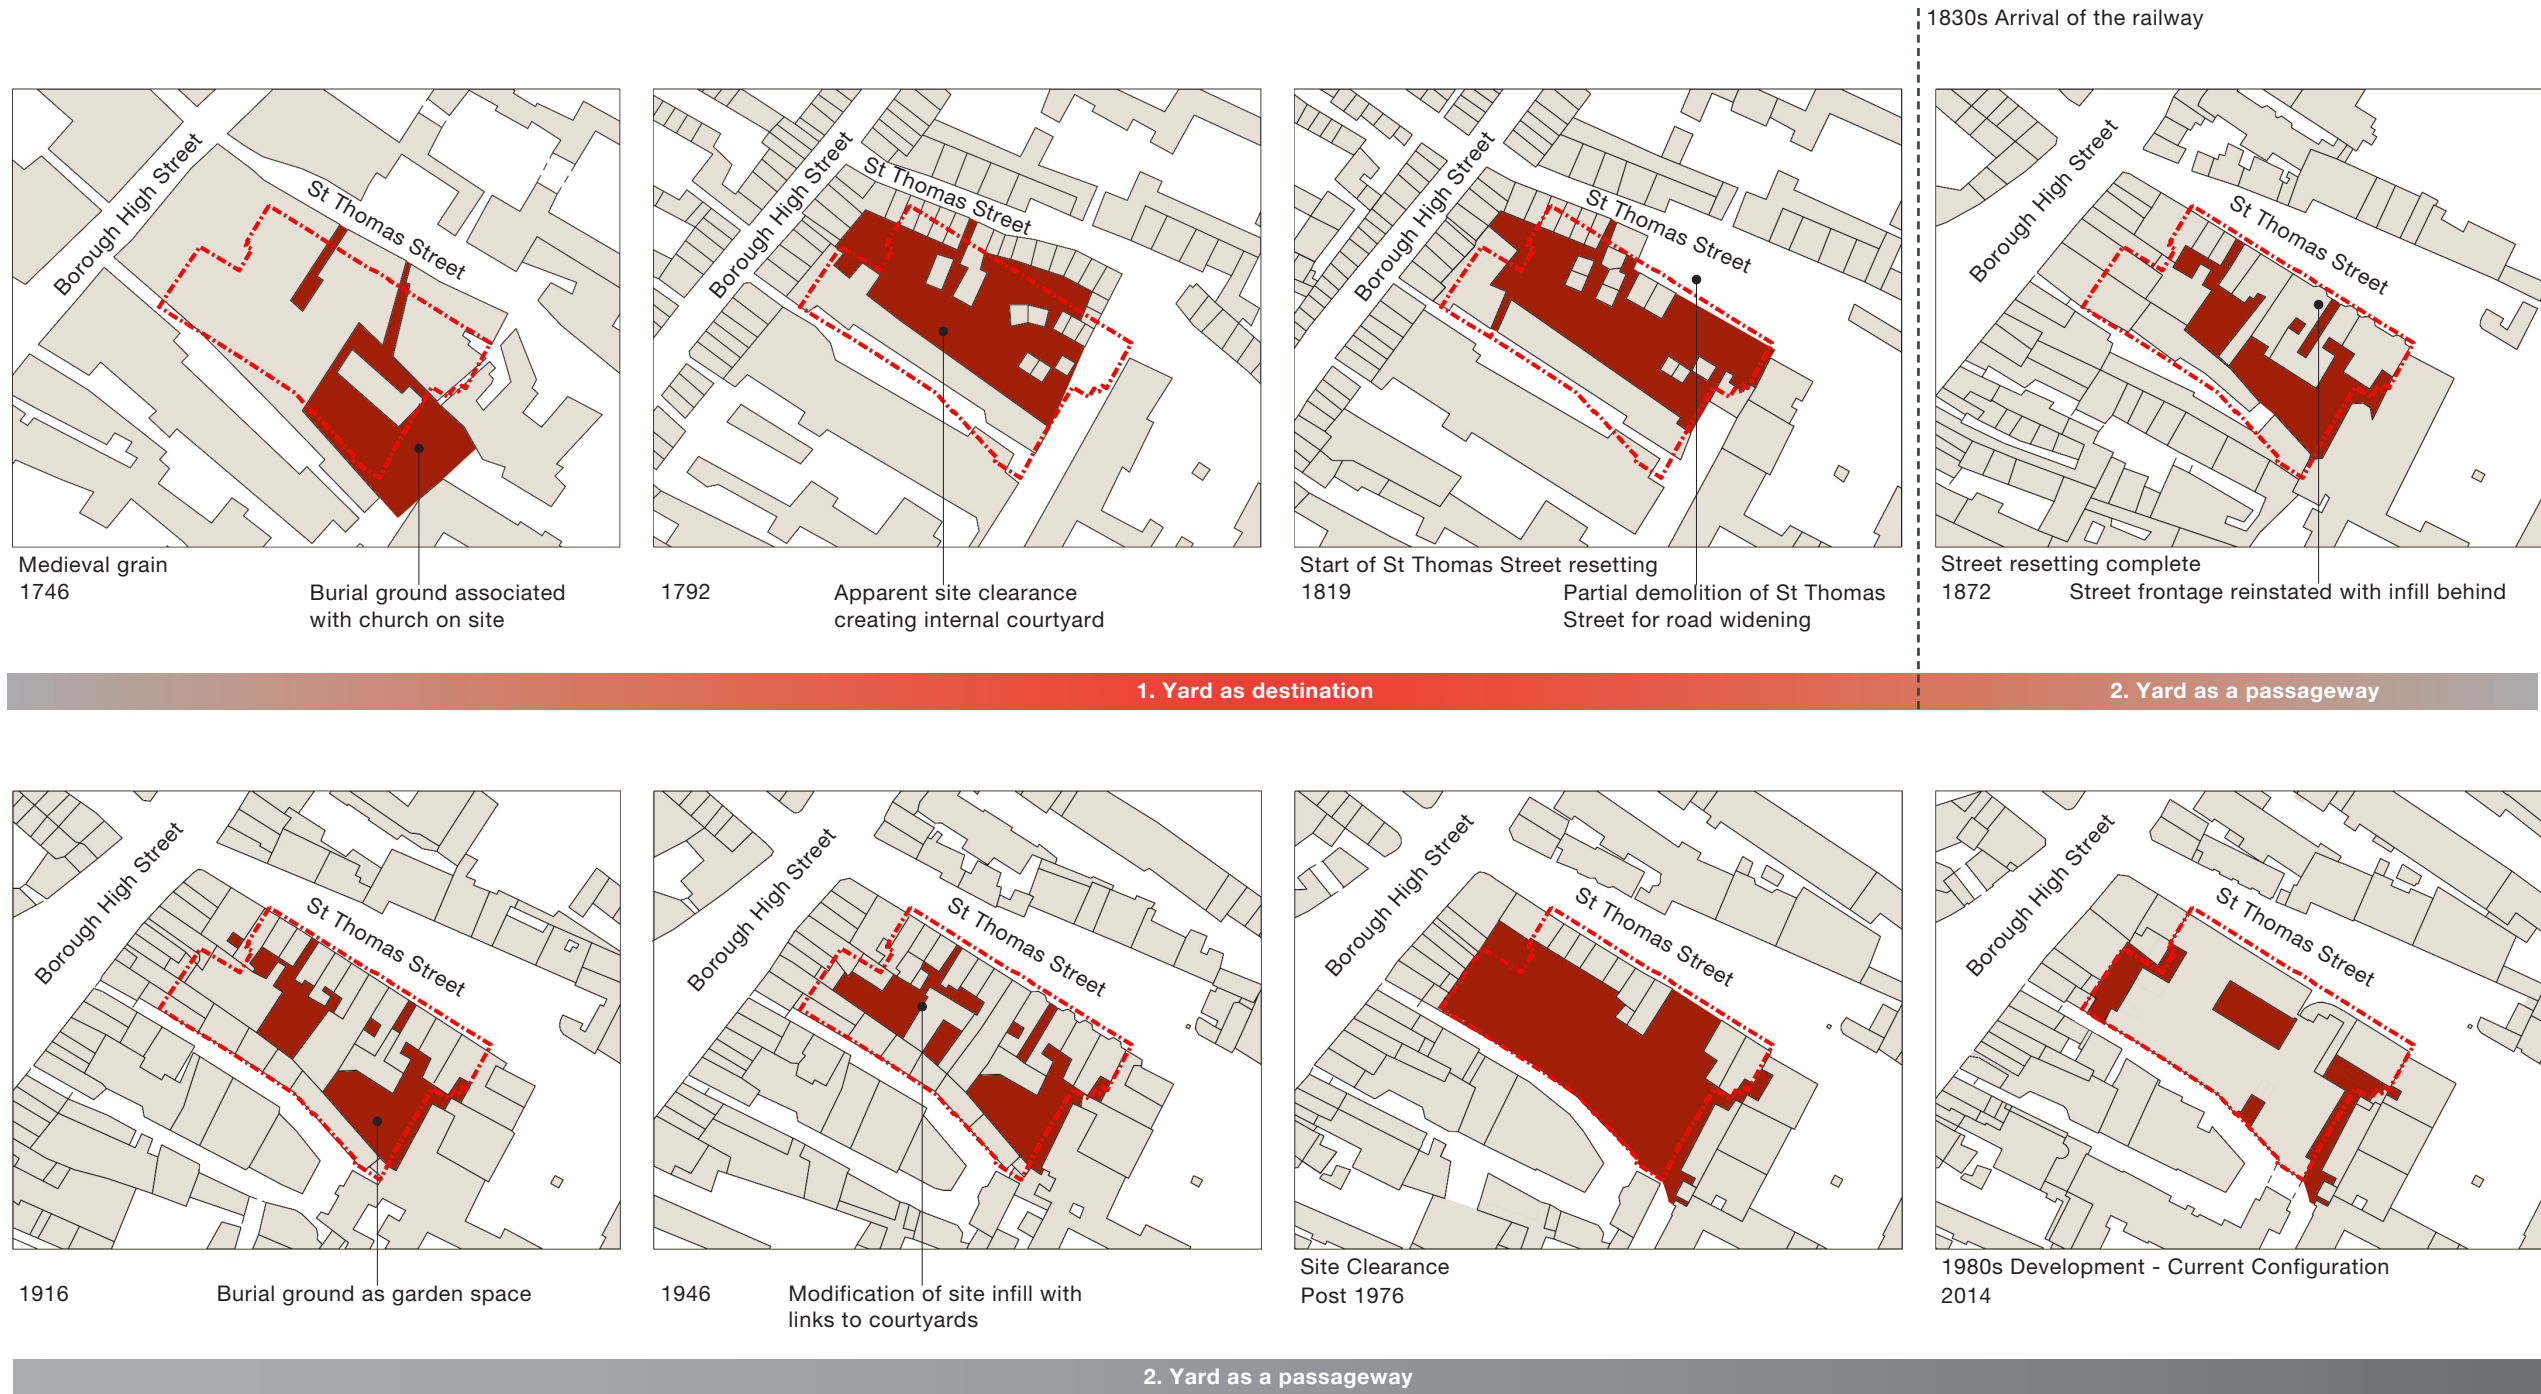 1830s Arrival of the railway
Borough High Street
St Thomas Street
Borough High Street
St Thomas Street
Borough High Street
St Thomas Street
Borough High Street
St Thomas Street
Medieval grain
1746
Burial ground associated
with church on site
1792
Apparent site clearance
creating internal courtyard
Start of St Thomas Street resetting
1819
Partial demolition of St Thomas
Street for road widening
Street resetting complete
1872
Street frontage reinstated with infill behind
1. Yard as destination
2. Yard as a passageway
Borough High Street
St Thomas Street
Borough High Street
St Thomas Street
Borough High Street
St Thomas Street
Borough High Street
St Thomas Street
1916
Burial ground as garden space
1946
Modification of site infill with
links to courtyards
Site Clearance
Post 1976
1980s Development - Current Configuration
2014
2. Yard as a passageway